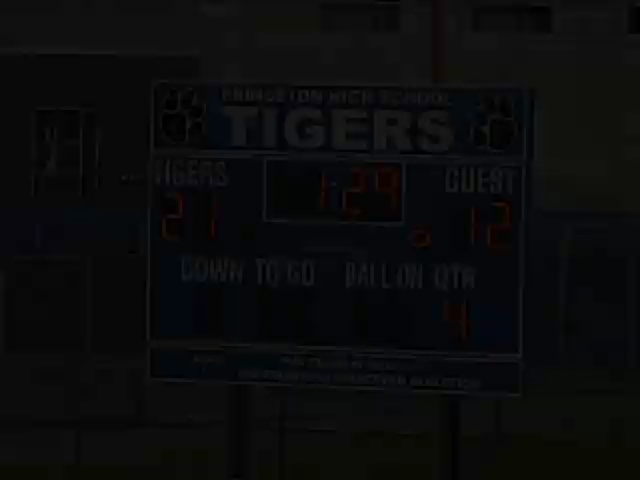 PRINCETON HIGH SCHOOL
TIGERS
TIGERS 1:29 GUEST
21 12
DOWN TO GO BALL ON QTR
4